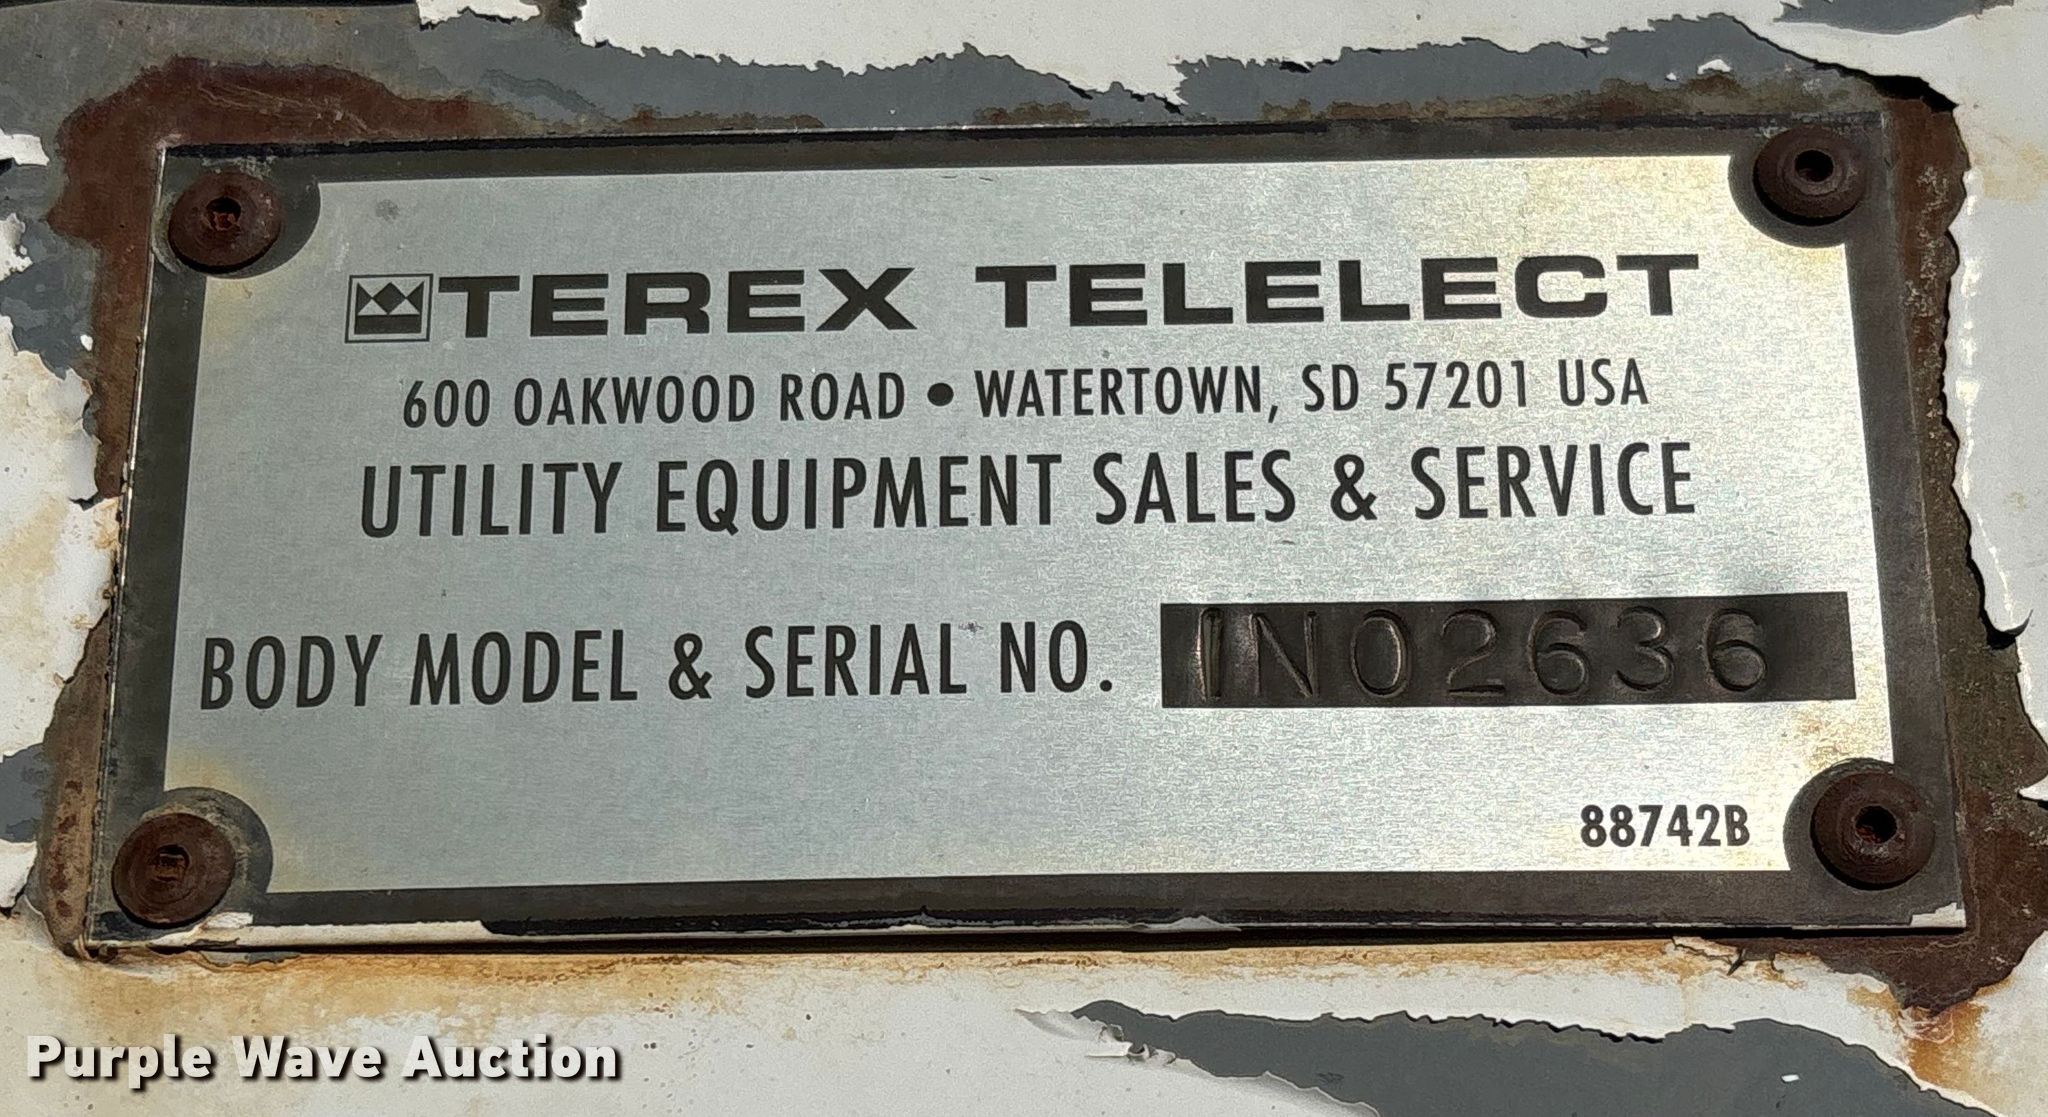 TEREX TELELECT
600 OAKWOOD ROAD • WATERTOWN, SD 57201 USA
UTILITY EQUIPMENT SALES & SERVICE
BODY MODEL & SERIAL NO. 1N02636
88742B
Purple Wave Auction